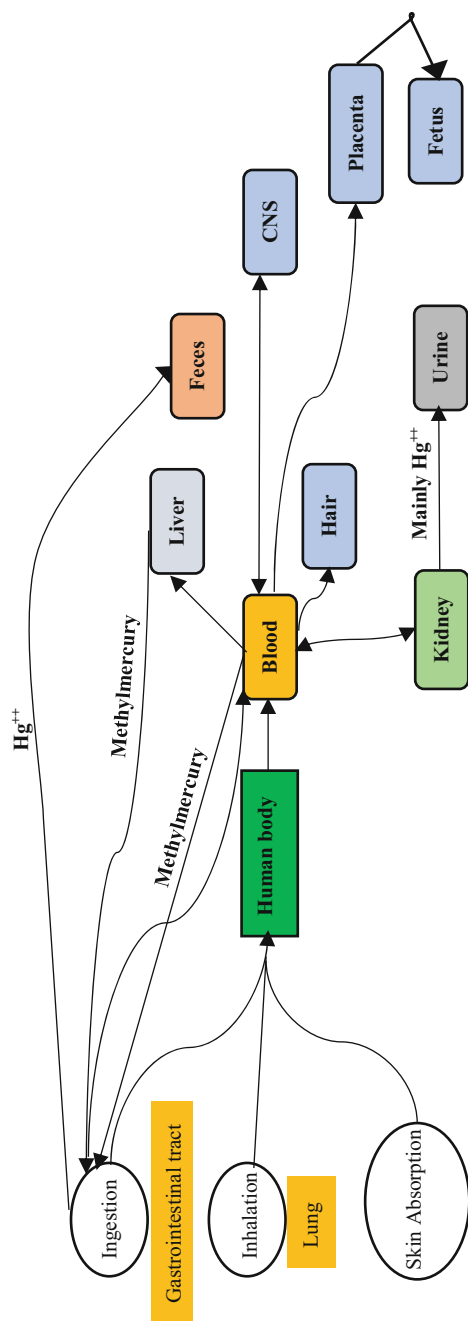 Hg++
Methylmercury
Methylmercury
Ingestion
Gastrointestinal tract
Inhalation
Lung
Skin Absorption
Human body
Blood
Liver
Feces
CNS
Hair
Placenta
Fetus
Kidney
Mainly Hg++
Urine